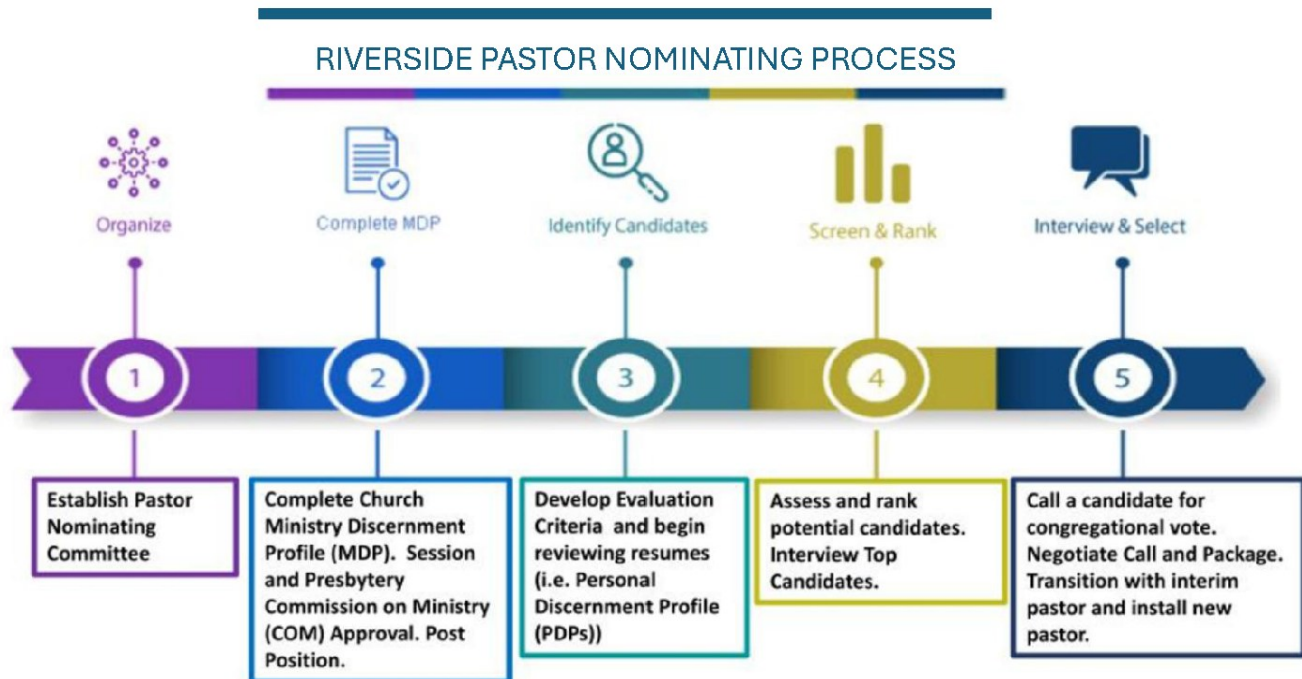 RIVERSIDE PASTOR NOMINATING PROCESS
Organize
Complete MDP
Identify Candidates
Screen & Rank
Interview & Select
1
2
3
4
5
Establish Pastor
Nominating
Committee
Complete Church
Ministry Discernment
Profile (MDP). Session
and Presbytery
Commission on Ministry
(COM) Approval. Post
Position.
Develop Evaluation
Criteria and begin
reviewing resumes
(i.e. Personal
Discernment Profile
(PDPs))
Assess and rank
potential candidates.
Interview Top
Candidates.
Call a candidate for
congregational vote.
Negotiate Call and Package.
Transition with interim
pastor and install new
pastor.